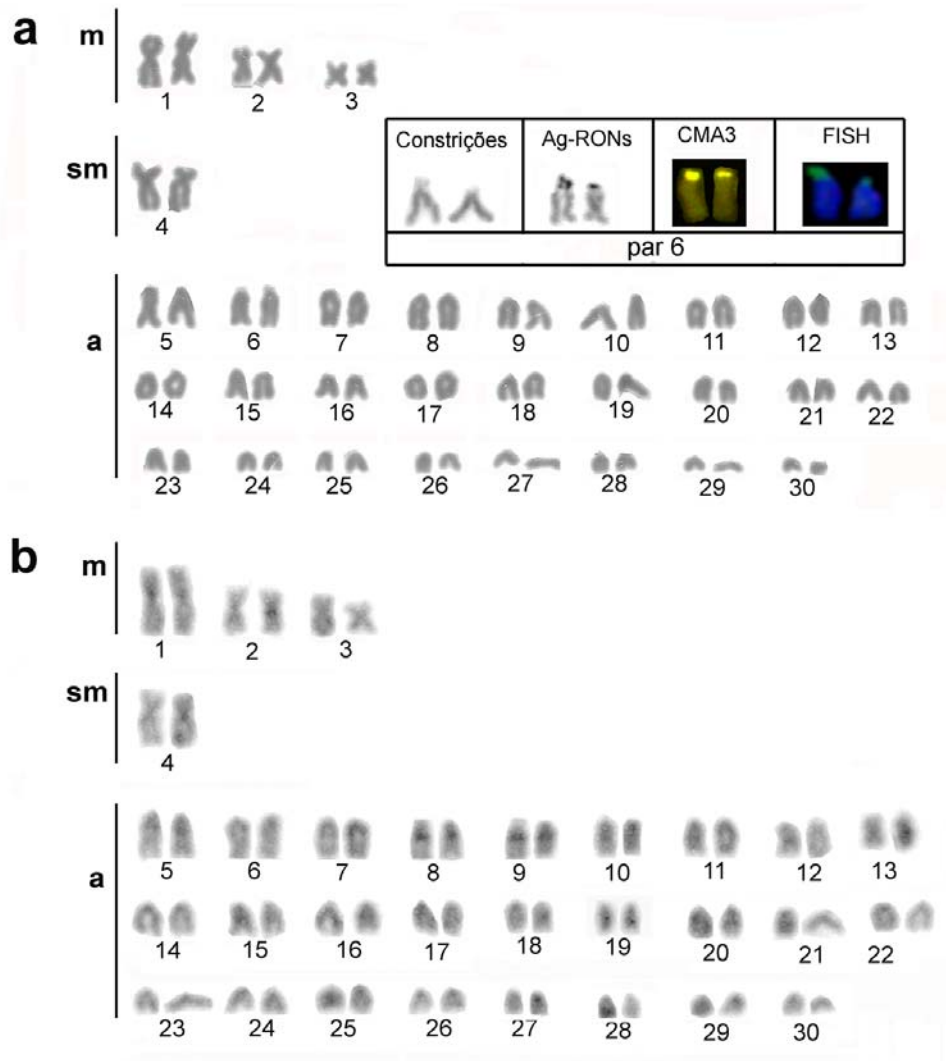 a
m
1 2 3
sm
4
Constrições Ag-RONs CMA3 FISH
par 6
a
5 6 7 8 9 10 11 12 13
14 15 16 17 18 19 20 21 22
23 24 25 26 27 28 29 30
b
m
1 2 3
sm
4
a
5 6 7 8 9 10 11 12 13
14 15 16 17 18 19 20 21 22
23 24 25 26 27 28 29 30